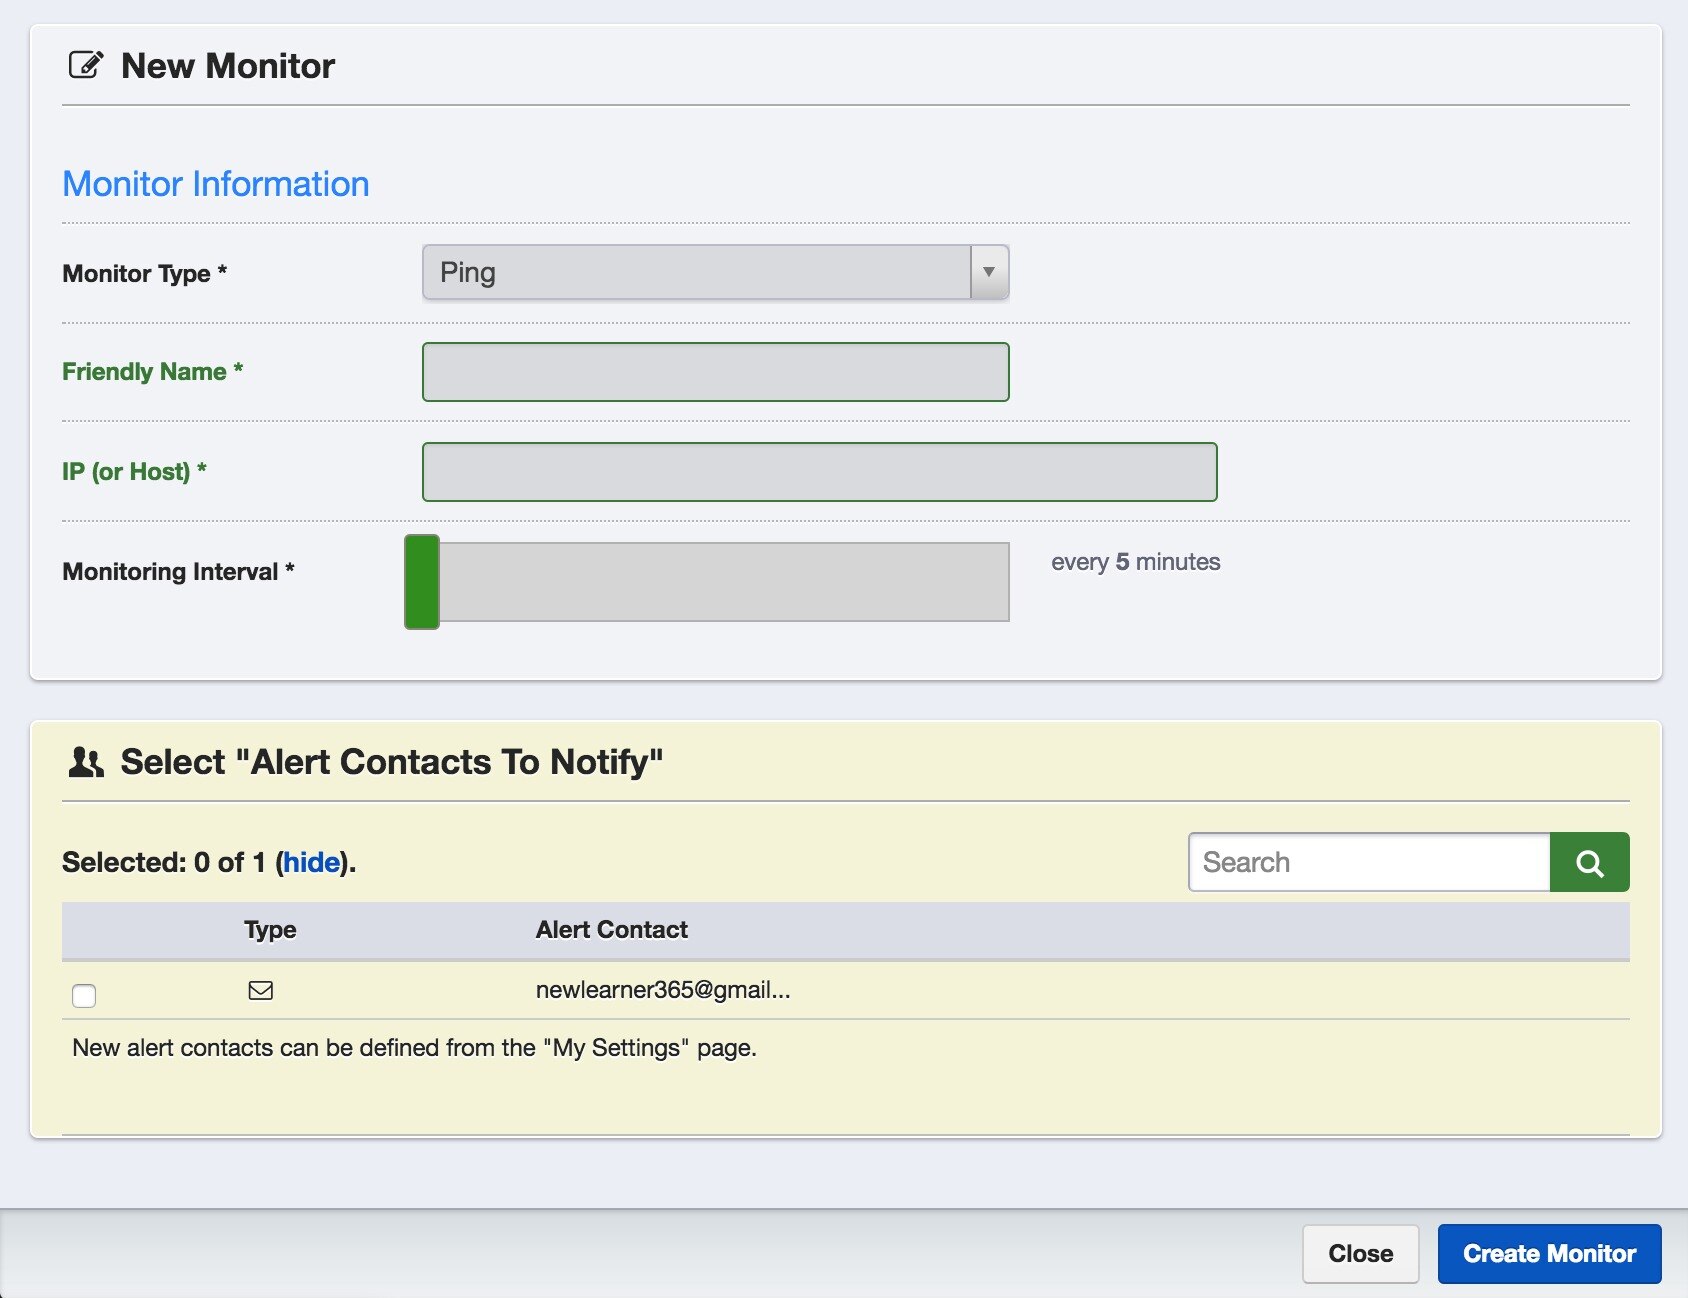 New Monitor
Monitor Information
Monitor Type *
Ping
Friendly Name *
IP (or Host) *
Monitoring Interval *
every 5 minutes
Select "Alert Contacts To Notify"
Selected: 0 of 1 (hide).
Search
Type Alert Contact
newlearner365@gmail...
New alert contacts can be defined from the "My Settings" page.
Close
Create Monitor